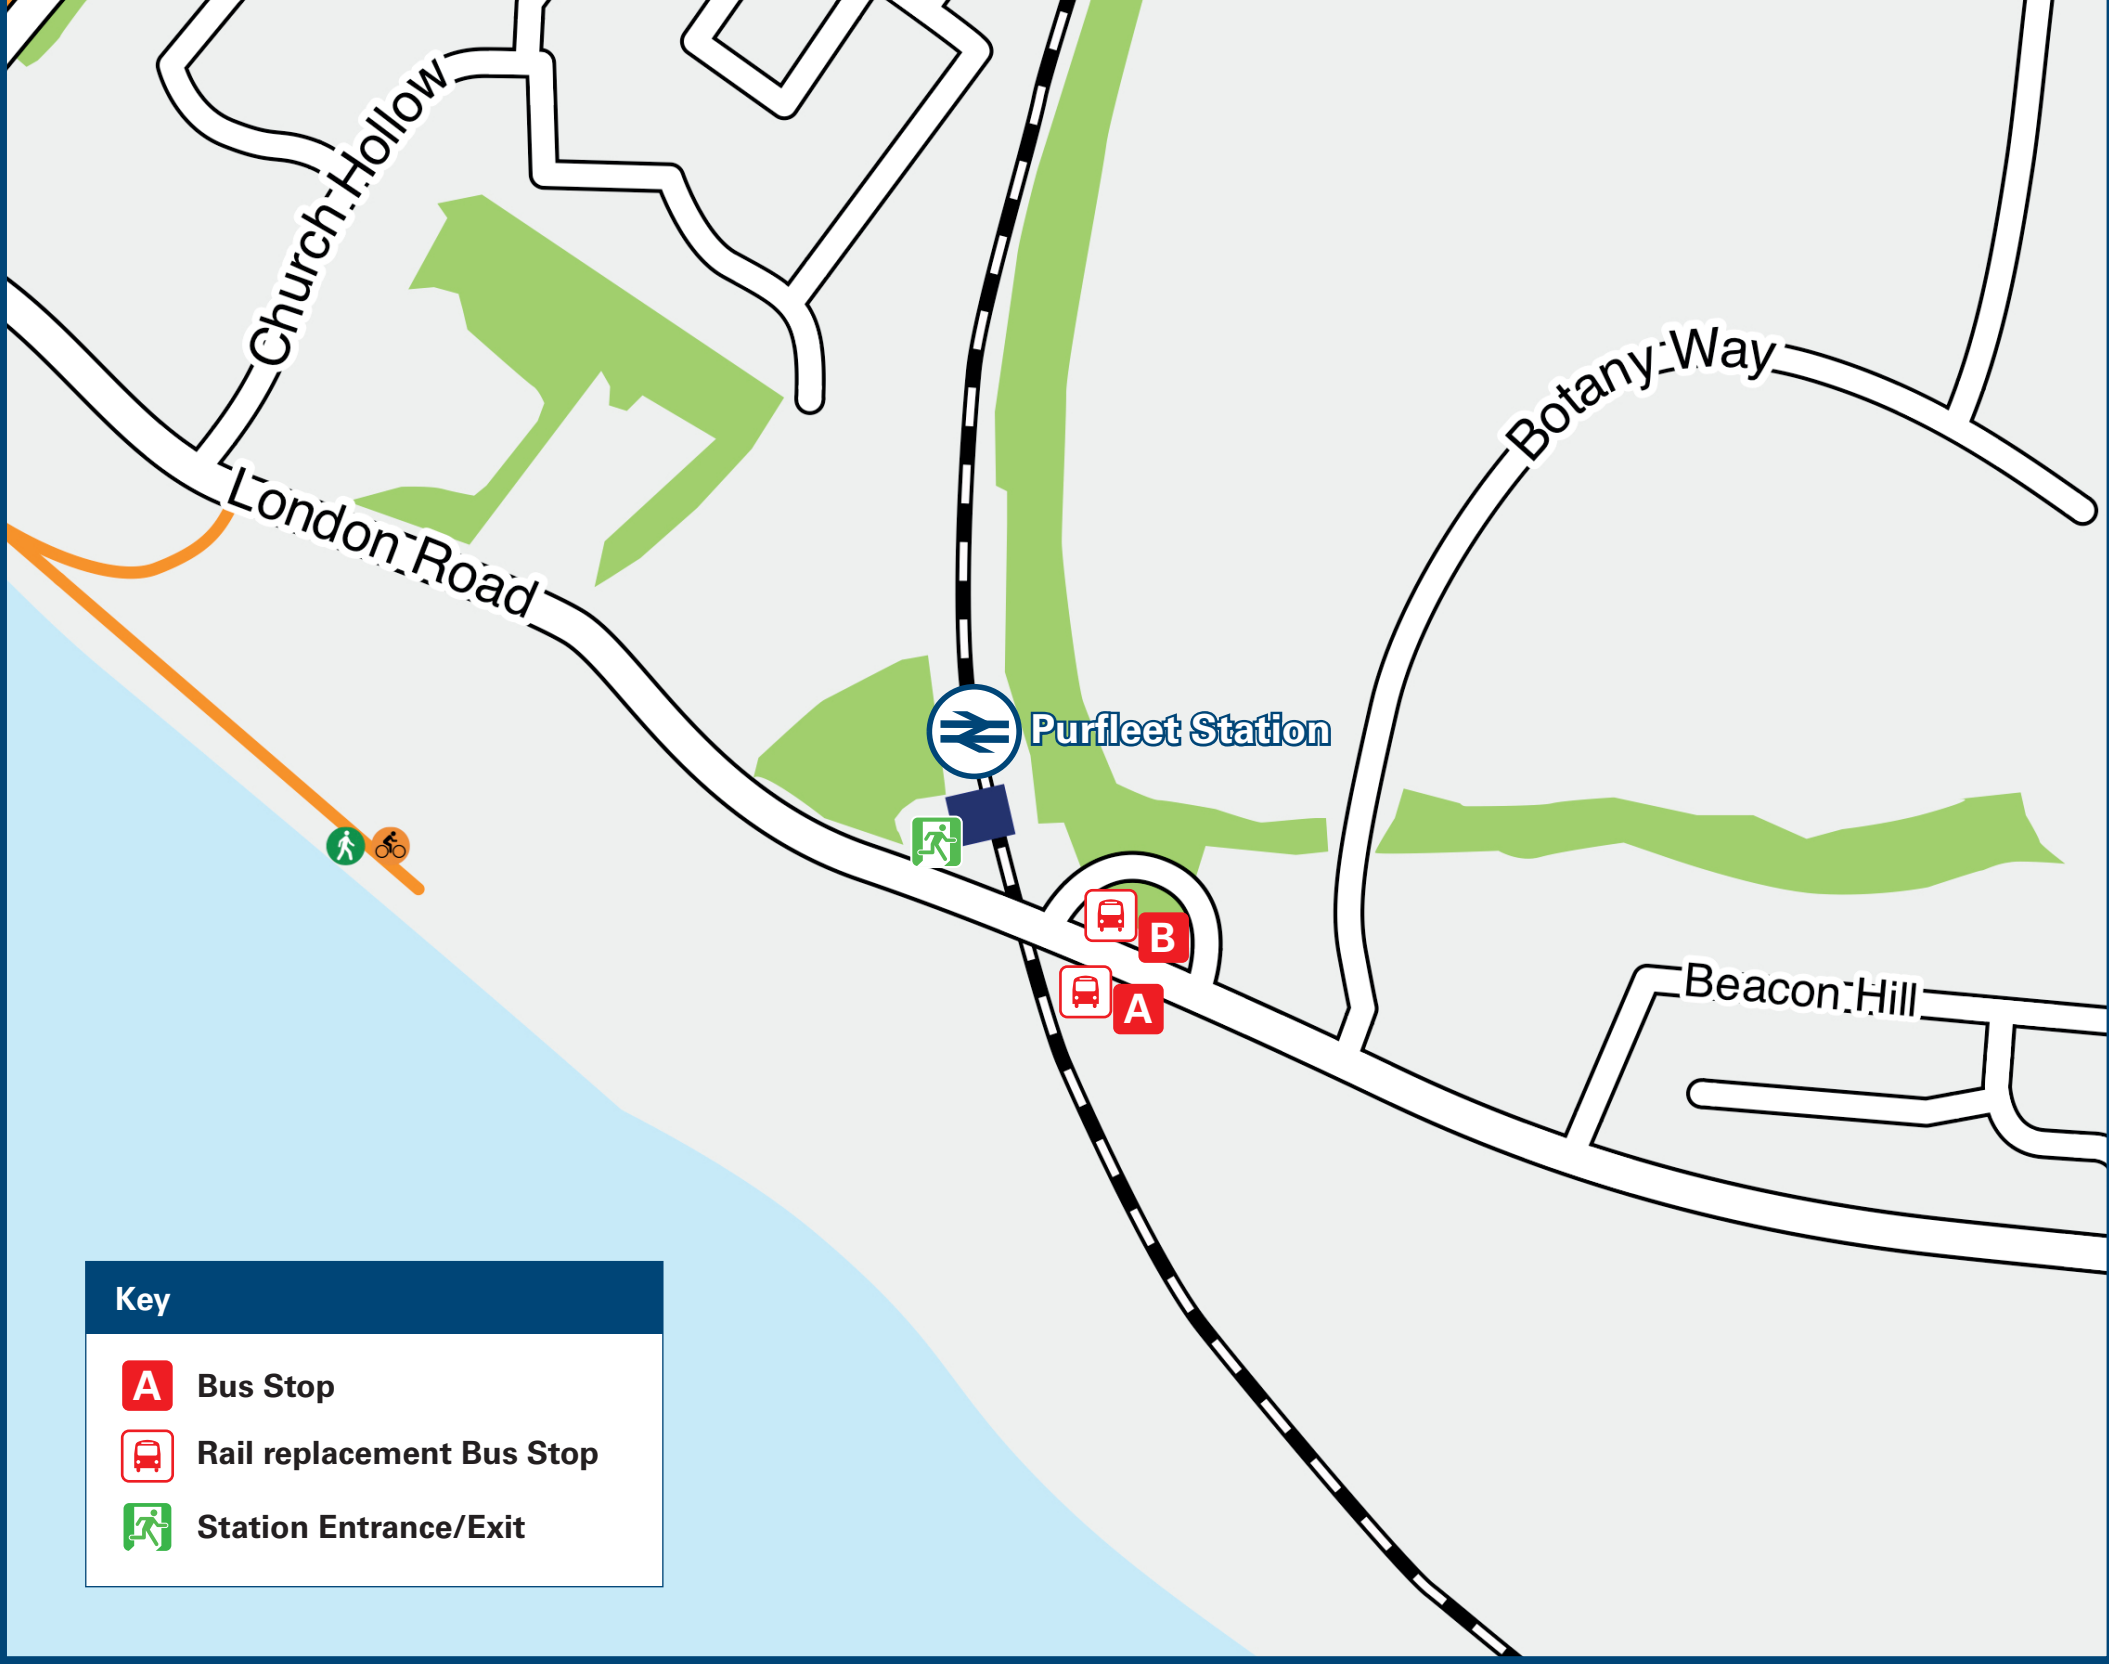 Church Hollow
London Road
Botany Way
Purfleet Station
B
A
Beacon Hill
Key
A Bus Stop
Rail replacement Bus Stop
Station Entrance/Exit